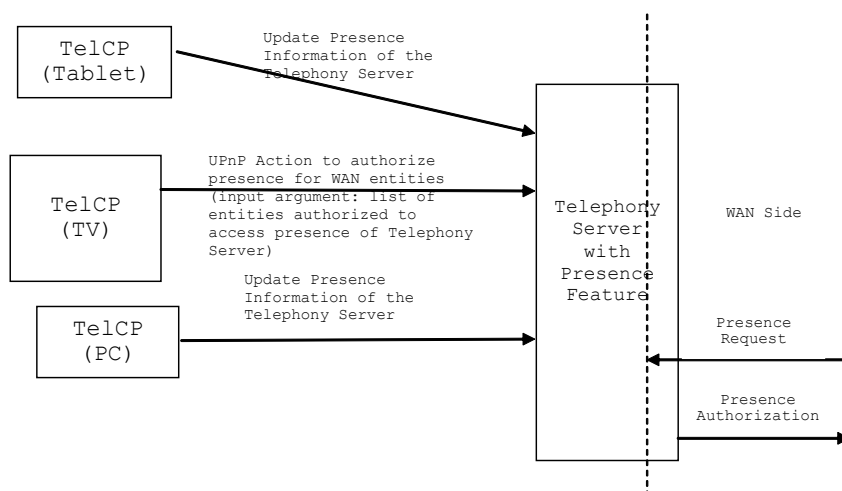 TelCP
(Tablet)
Update Presence
Information of the
Telephony Server
TelCP
(TV)
UPnP Action to authorize
presence for WAN entities
(input argument: list of
entities authorized to
access presence of Telephony
Server)
TelCP
(PC)
Update Presence
Information of the
Telephony Server
Telephony
Server
with
Presence
Feature
WAN Side
Presence
Request
Presence
Authorization